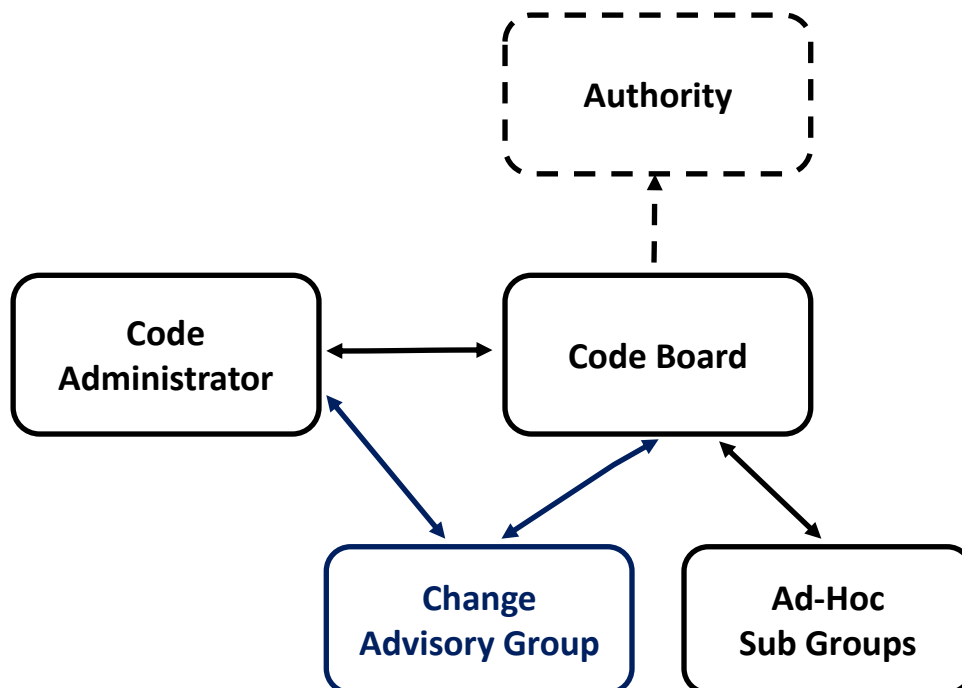 Authority
Code
Administrator
Code Board
Change
Advisory Group
Ad-Hoc
Sub Groups